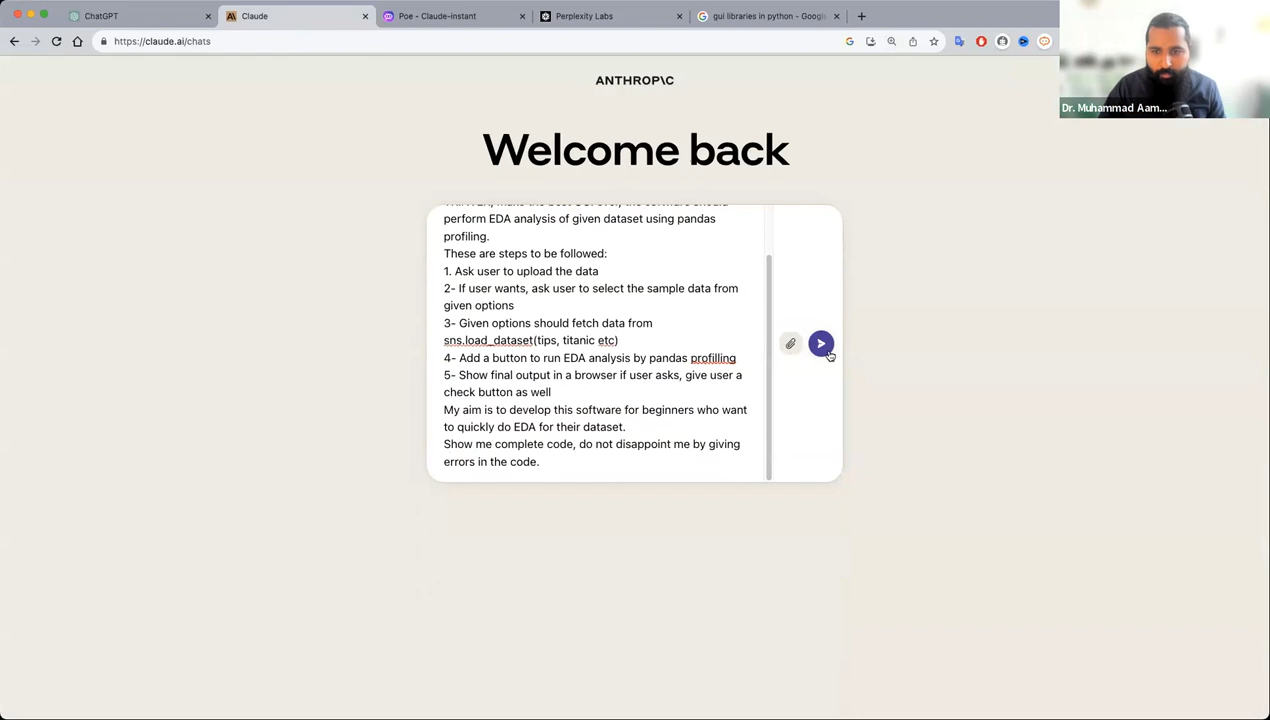 ChatGPT
Claude
Poe - Claude-instant
Perplexity Labs
gui libraries in python - Google
https://claude.ai/chats
Dr. Muhammad Aam...
ANTHROP\C
Welcome back
perform EDA analysis of given dataset using pandas
profiling.
These are steps to be followed:
1. Ask user to upload the data
2- If user wants, ask user to select the sample data from
given options
3- Given options should fetch data from
sns.load_dataset(tips, titanic etc)
4- Add a button to run EDA analysis by pandas profilling
5- Show final output in a browser if user asks, give user a
check button as well
My aim is to develop this software for beginners who want
to quickly do EDA for their dataset.
Show me complete code, do not disappoint me by giving
errors in the code.